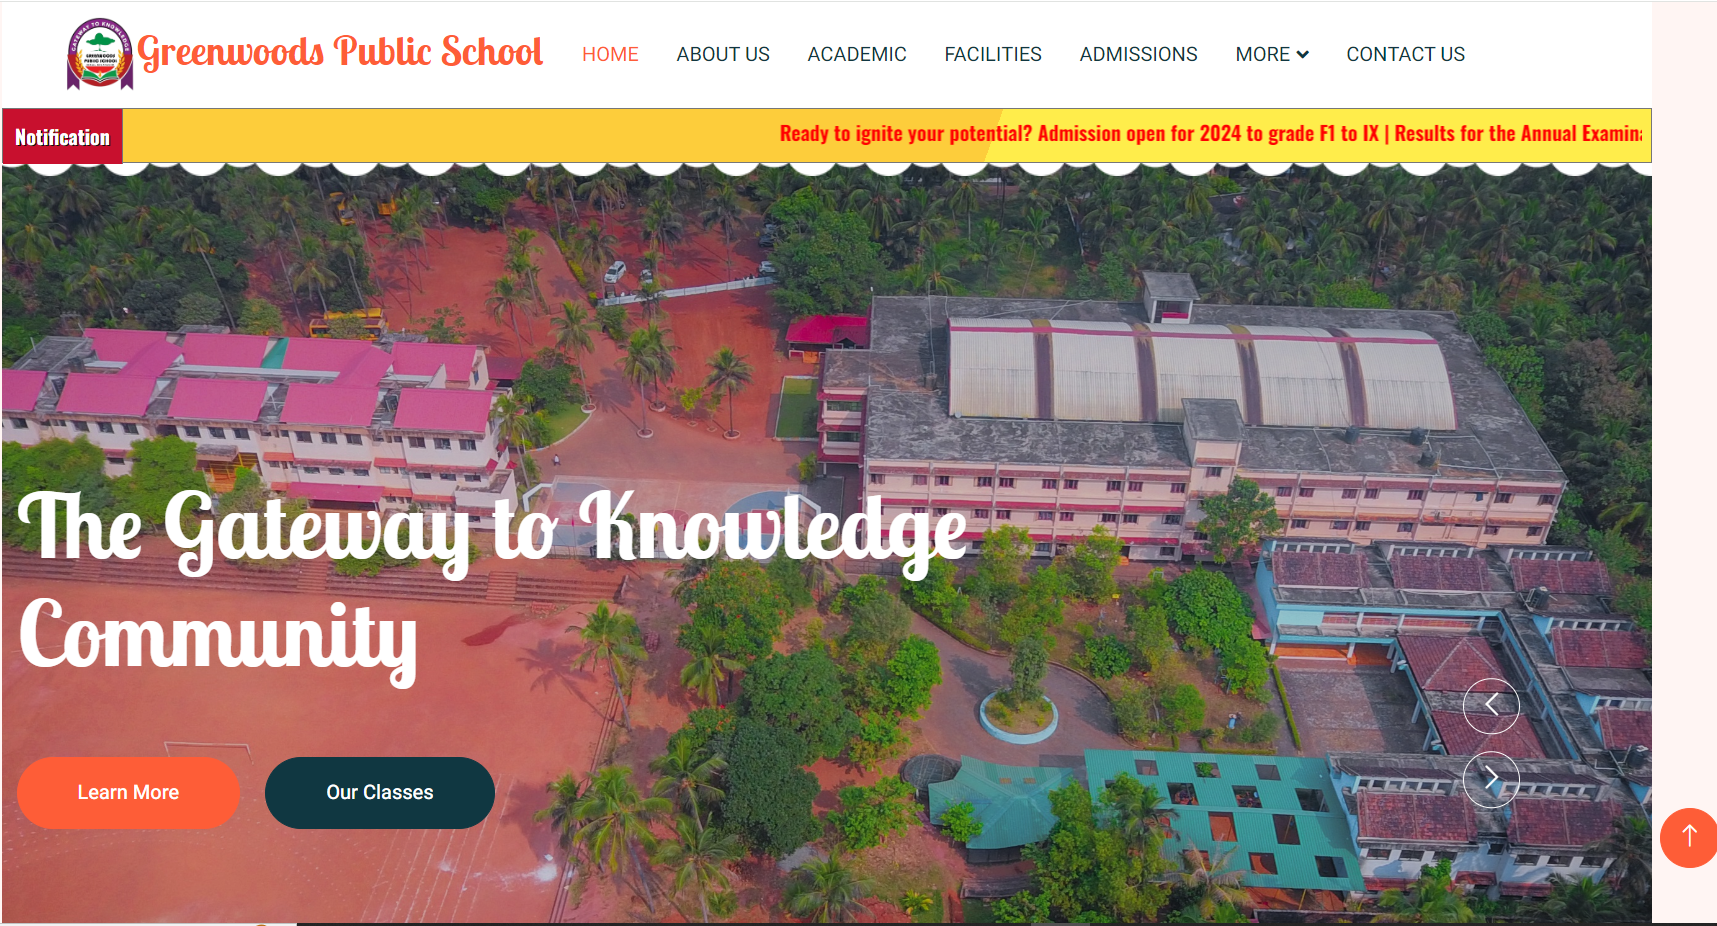 GATEWAY TO KNOWLEDGE
GREENWOODS
PUBLIC SCHOOL
Greenwoods Public School
HOME
ABOUT US
ACADEMIC
FACILITIES
ADMISSIONS
MORE
CONTACT US
Notification
Ready to ignite your potential? Admission open for 2024 to grade F1 to IX | Results for the Annual Examin
The Gateway to Knowledge
Community
Learn More
Our Classes